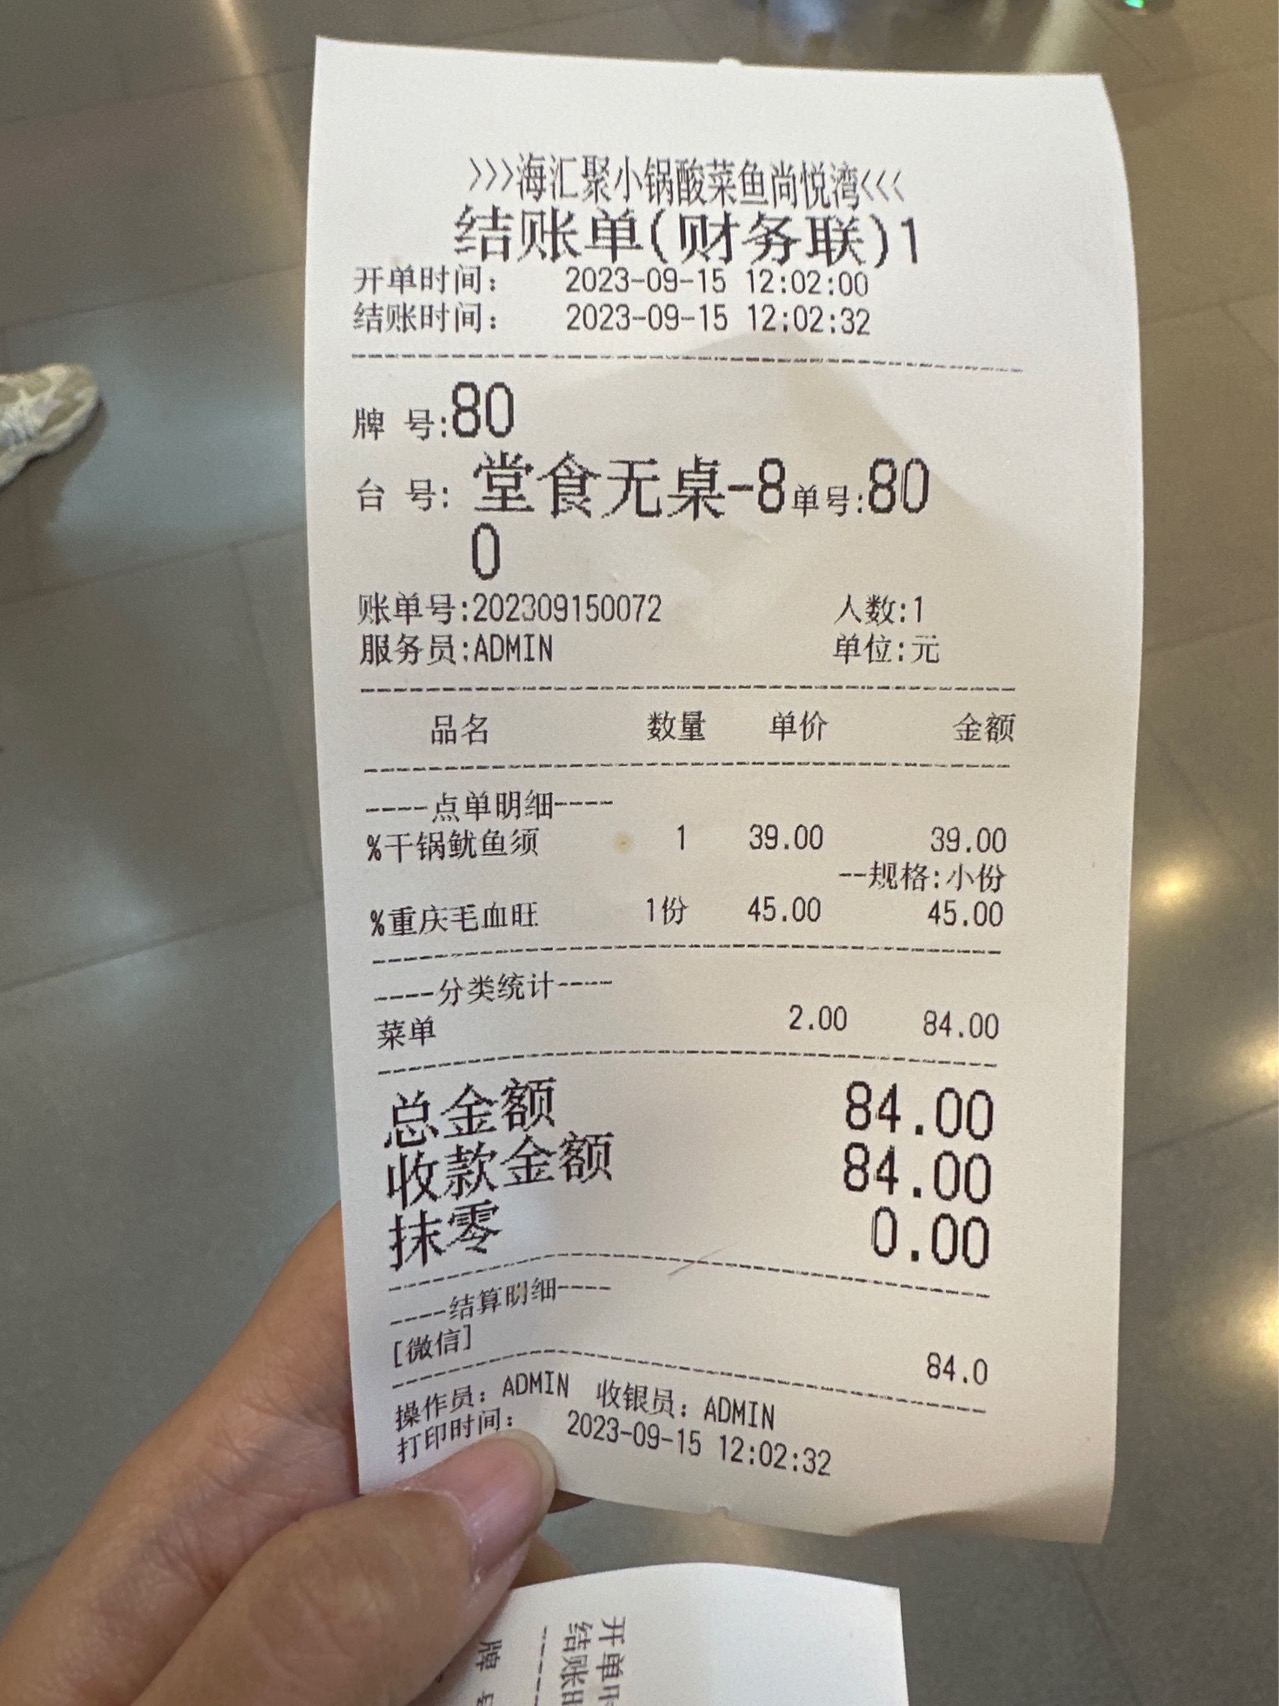 >>>海汇聚小锅酸菜鱼尚悦湾<<<
结账单(财务联)1
开单时间: 2023-09-15 12:02:00
结账时间: 2023-09-15 12:02:32
牌 号:80
台 号: 堂食无桌-8 单号:80
0
账单号:202309150072 人数:1
服务员:ADMIN 单位:元
品名 数量 单价 金额
----点单明细----
%干锅鱿鱼须 1 39.00 39.00
--规格:小份
%重庆毛血旺 1份 45.00 45.00
----分类统计----
菜单 2.00 84.00
总金额 84.00
收款金额 84.00
抹零 0.00
----结算明细----
[微信] 84.0
操作员: ADMIN 收银员: ADMIN
打印时间: 2023-09-15 12:02:32
开单时
结账时
牌 号